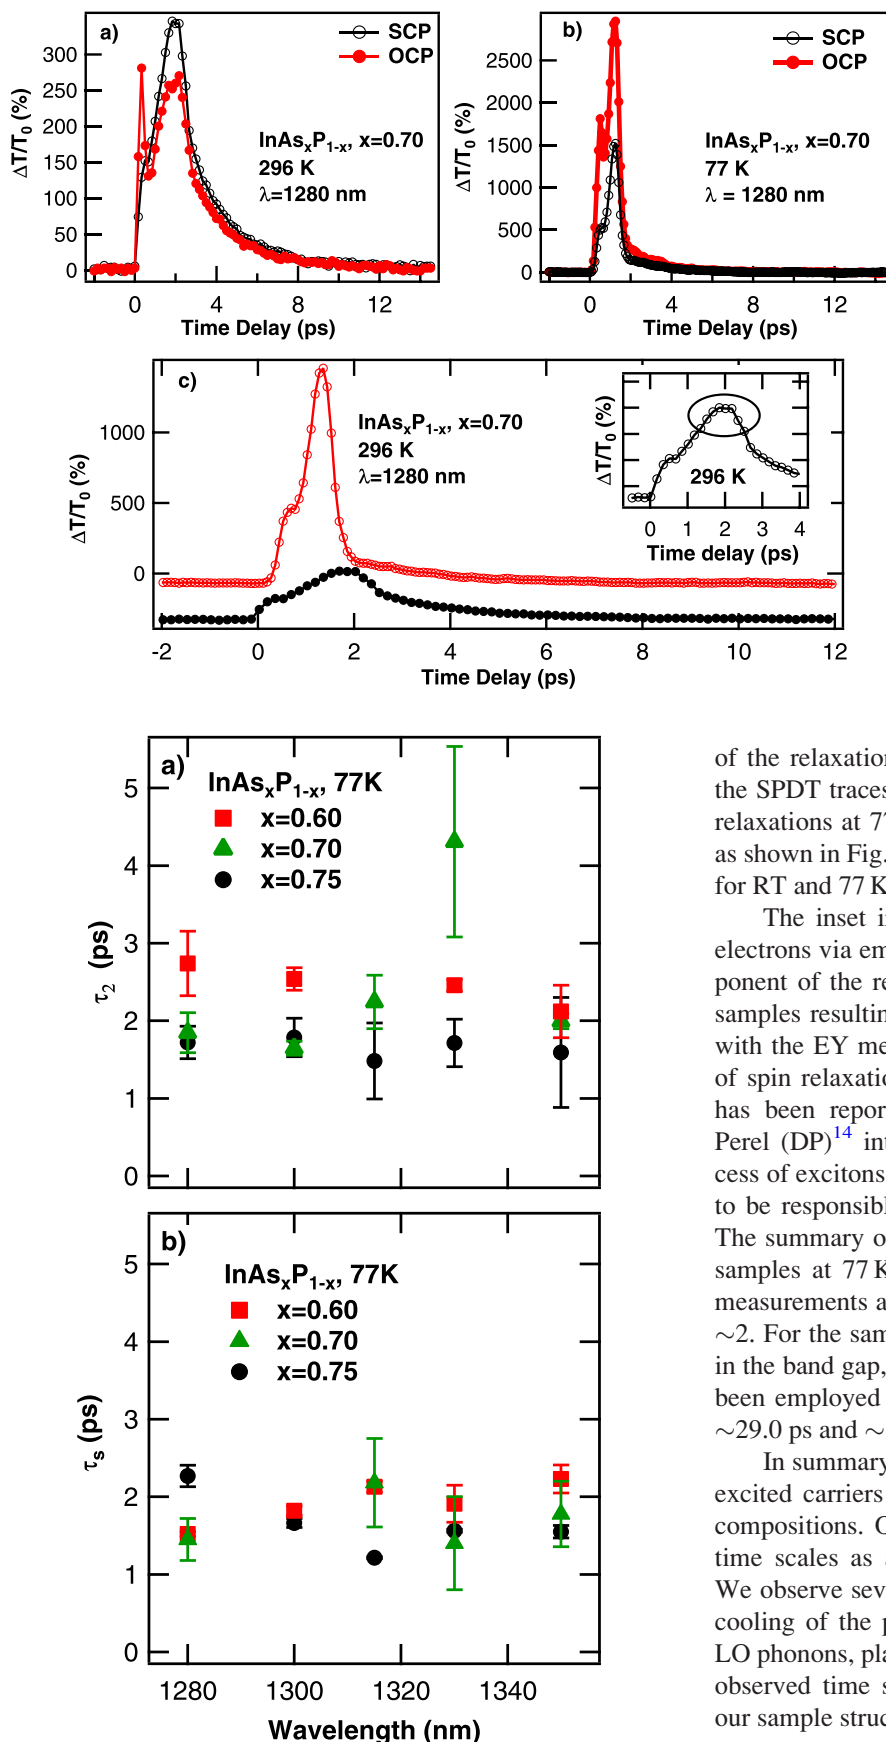 a)
SCP
OCP
InAsxP1-x, x=0.70
296 K
λ=1280 nm
ΔT/T0 (%)
300
250
200
150
100
50
0
0
4
8
12
Time Delay (ps)
b)
SCP
OCP
InAsxP1-x, x=0.70
77 K
λ = 1280 nm
ΔT/T0 (%)
2500
2000
1500
1000
500
0
0
4
8
12
Time Delay (ps)
c)
InAsxP1-x, x=0.70
296 K
λ=1280 nm
ΔT/T0 (%)
1000
500
0
-2
0
2
4
6
8
10
12
Time Delay (ps)
ΔT/T0 (%)
296 K
0
1
2
3
4
Time delay (ps)
a)
InAsxP1-x, 77K
x=0.60
x=0.70
x=0.75
τ2 (ps)
5
4
3
2
1
0
b)
InAsxP1-x, 77K
x=0.60
x=0.70
x=0.75
τs (ps)
5
4
3
2
1
0
1280
1300
1320
1340
Wavelength (nm)
of the relaxation
the SPDT traces
relaxations at 77
as shown in Fig.
for RT and 77 K
The inset i
electrons via em
ponent of the re
samples resultin
with the EY me
of spin relaxatio
has been repor
Perel (DP)14 int
cess of excitons
to be responsibl
The summary o
samples at 77 K
measurements a
∼2. For the sam
in the band gap,
been employed
∼29.0 ps and ∼
In summary
excited carriers
compositions. O
time scales as
We observe sev
cooling of the p
LO phonons, pla
observed time s
our sample struc